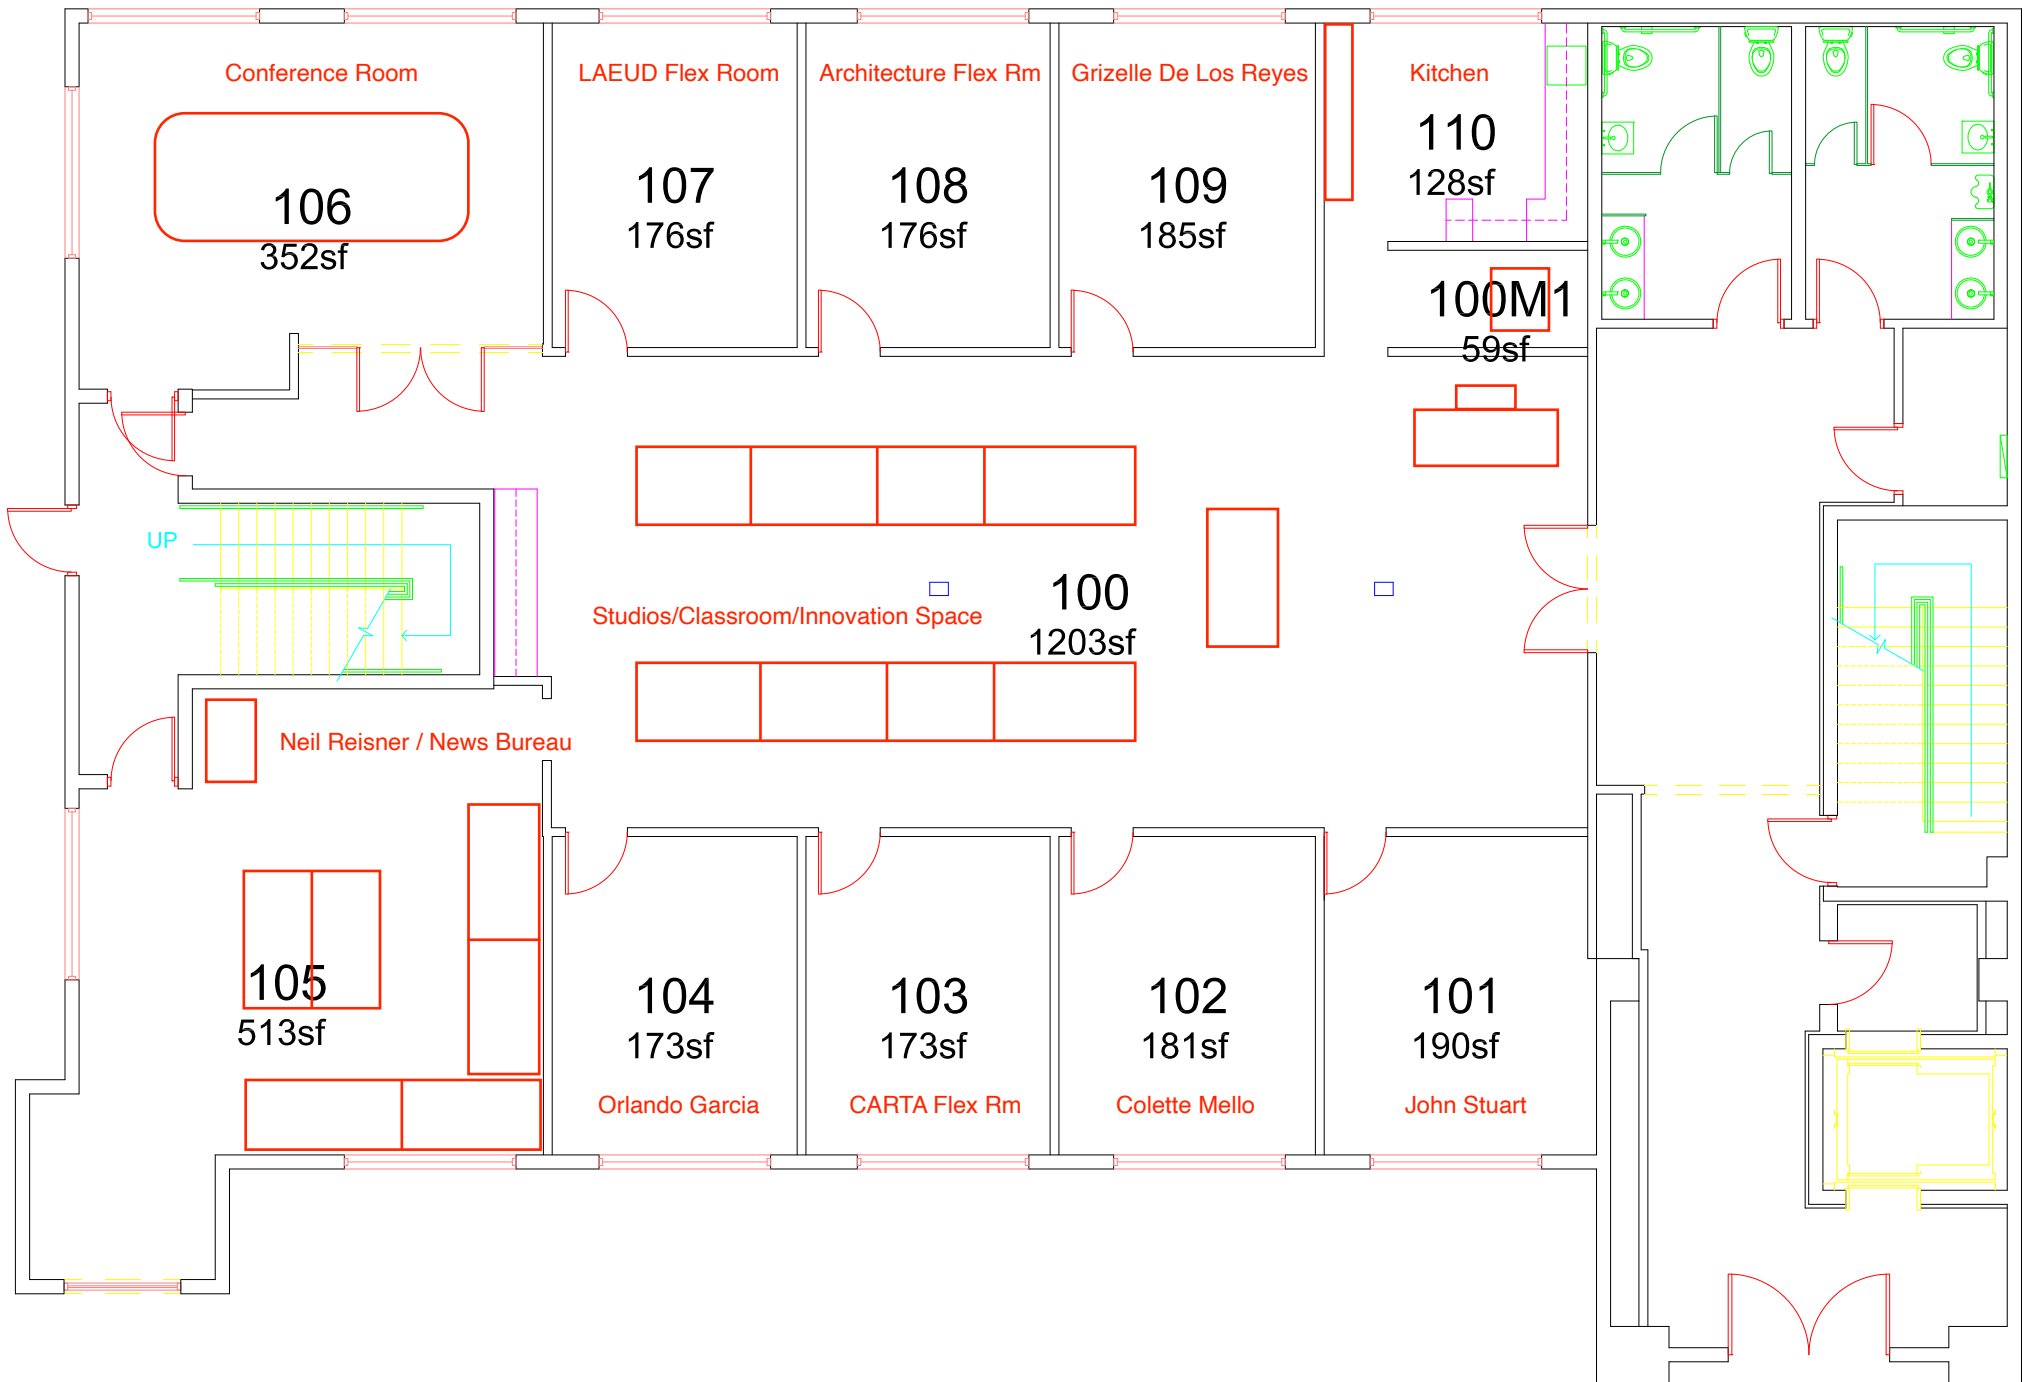 Conference Room
LAEUD Flex Room
Architecture Flex Rm
Grizelle De Los Reyes
Kitchen
110
128sf
106
352sf
107
176sf
108
176sf
109
185sf
100M1
59sf
UP
100
1203sf
Studios/Classroom/Innovation Space
Neil Reisner / News Bureau
105
513sf
104
173sf
103
173sf
102
181sf
101
190sf
Orlando Garcia
CARTA Flex Rm
Colette Mello
John Stuart